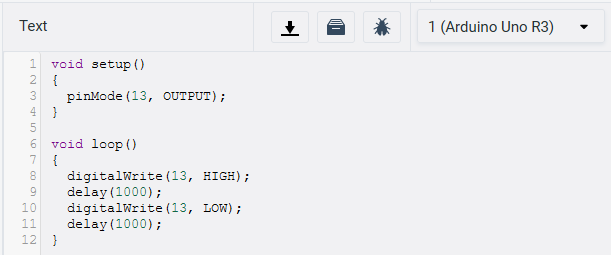 Text
1 (Arduino Uno R3)
1 void setup()
2 {
3   pinMode(13, OUTPUT);
4 }
5
6 void loop()
7 {
8   digitalWrite(13, HIGH);
9   delay(1000);
10   digitalWrite(13, LOW);
11   delay(1000);
12 }